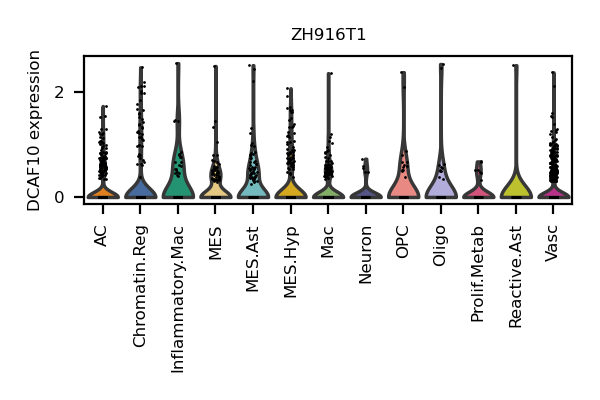 ZH916T1
DCAF10 expression
2
0
AC
Chromatin.Reg
Inflammatory.Mac
MES
MES.Ast
MES.Hyp
Mac
Neuron
OPC
Oligo
Prolif.Metab
Reactive.Ast
Vasc